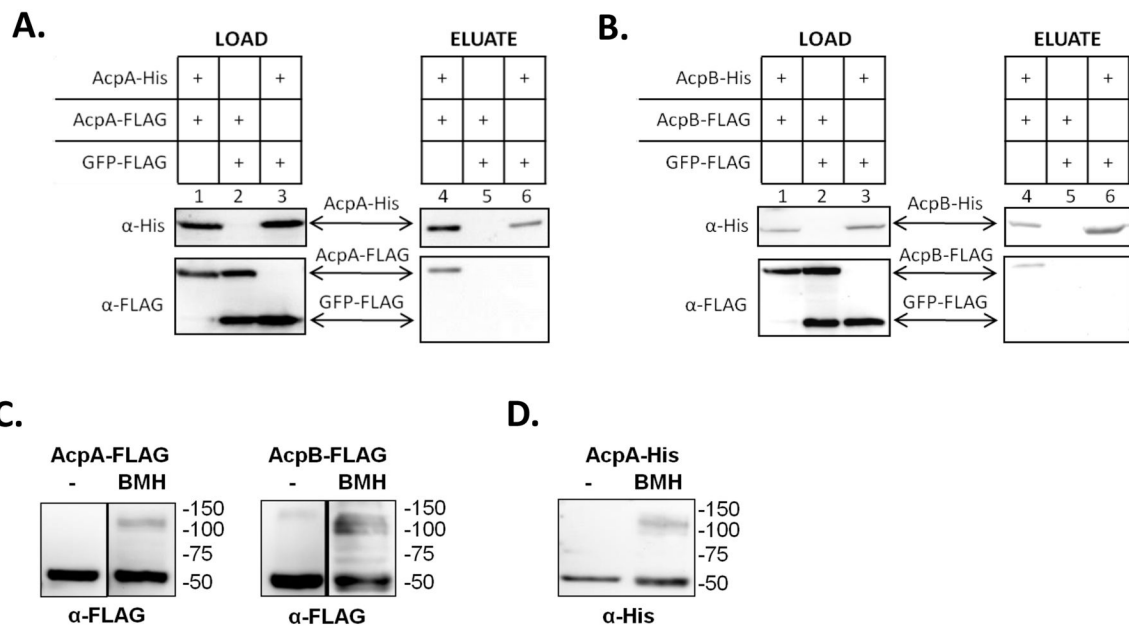 A.
LOAD
ELUATE
AcpA-His + + + +
AcpA-FLAG + + + +
GFP-FLAG + + + +
1 2 3 4 5 6
α-His
AcpA-His
α-FLAG
AcpA-FLAG
GFP-FLAG
B.
LOAD
ELUATE
AcpB-His + + + +
AcpB-FLAG + + + +
GFP-FLAG + + + +
1 2 3 4 5 6
α-His
AcpB-His
α-FLAG
AcpB-FLAG
GFP-FLAG
C.
AcpA-FLAG
- BMH
-150
-100
-75
-50
α-FLAG
AcpB-FLAG
- BMH
-150
-100
-75
-50
α-FLAG
D.
AcpA-His
- BMH
-150
-100
-75
-50
α-His